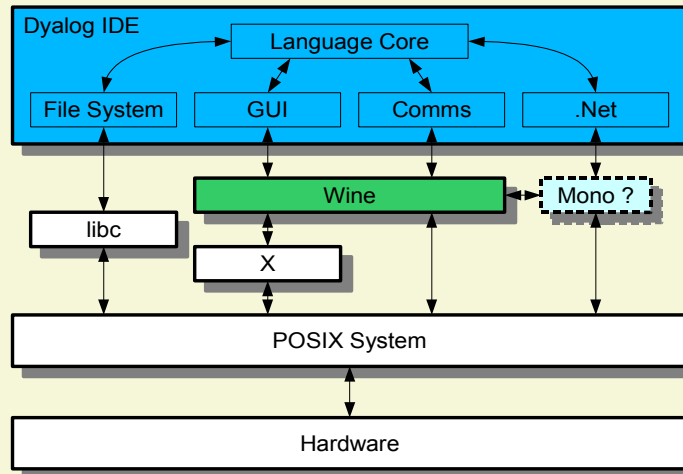 Dyalog IDE
Language Core
File System
GUI
Comms
.Net
Wine
Mono ?
libc
X
POSIX System
Hardware